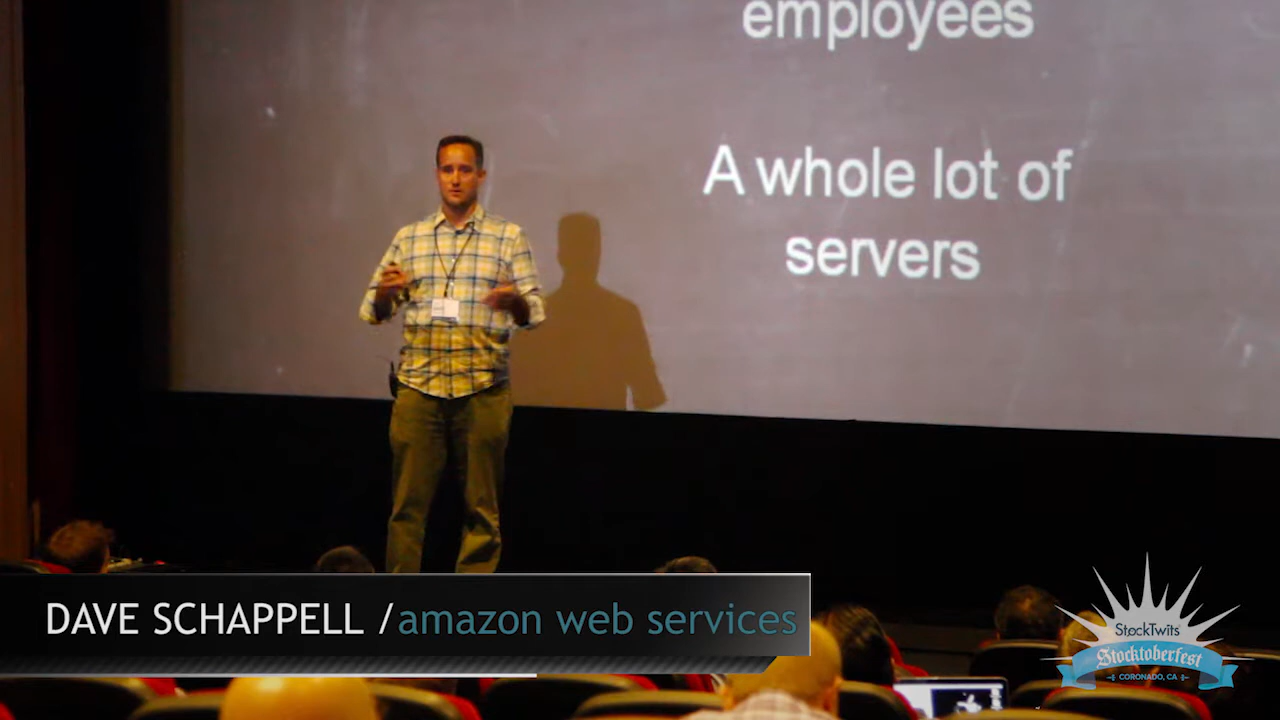 employees
A whole lot of
servers
DAVE SCHAPPELL / amazon web services
StockTwits
Stocktoberfest
CORONADO, CA